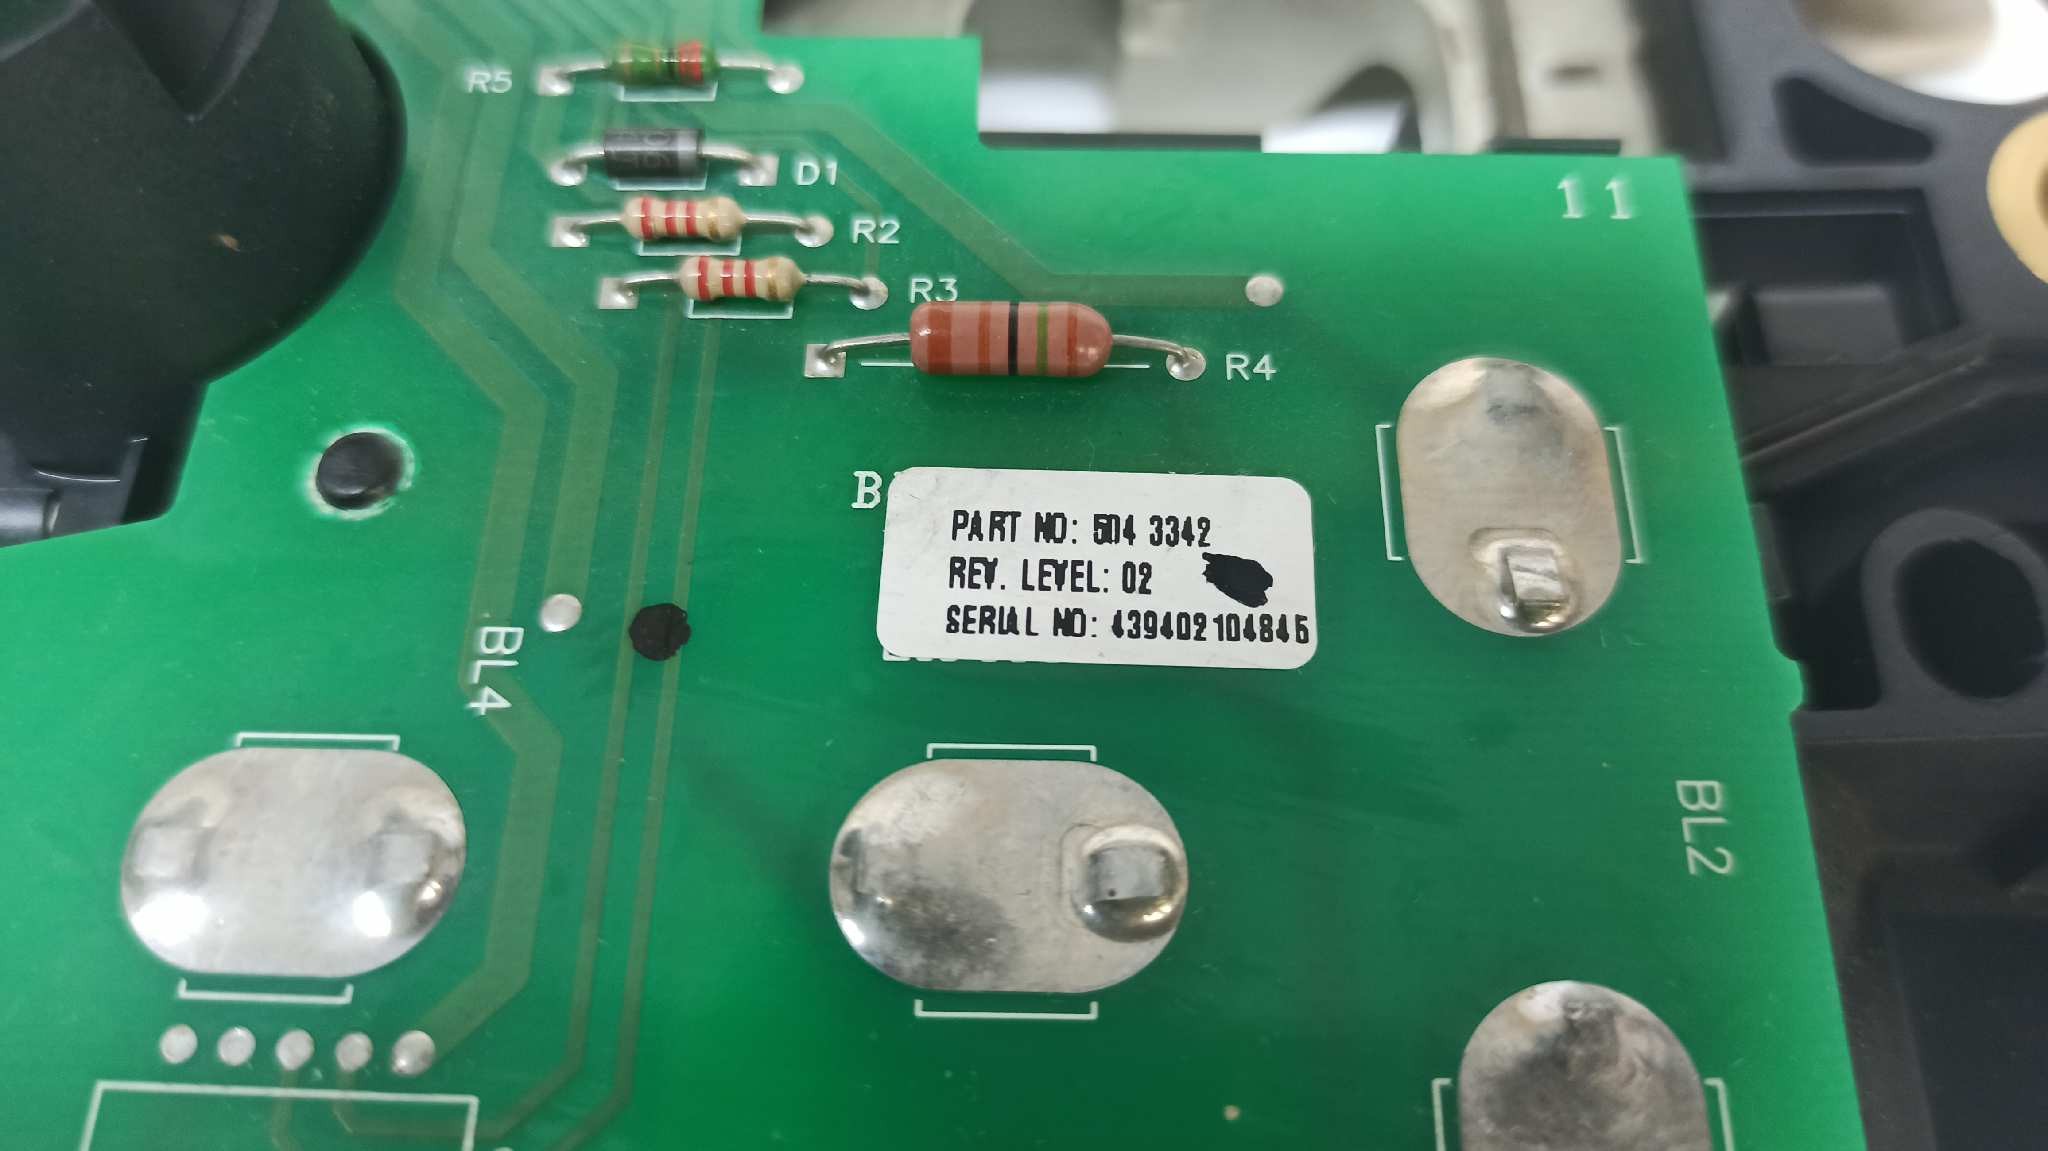 R5
D1
R2
R3
R4
11
PART NO: 504 3342
REV. LEVEL: 02
SERIAL NO: 439402104845
BL4
BL2